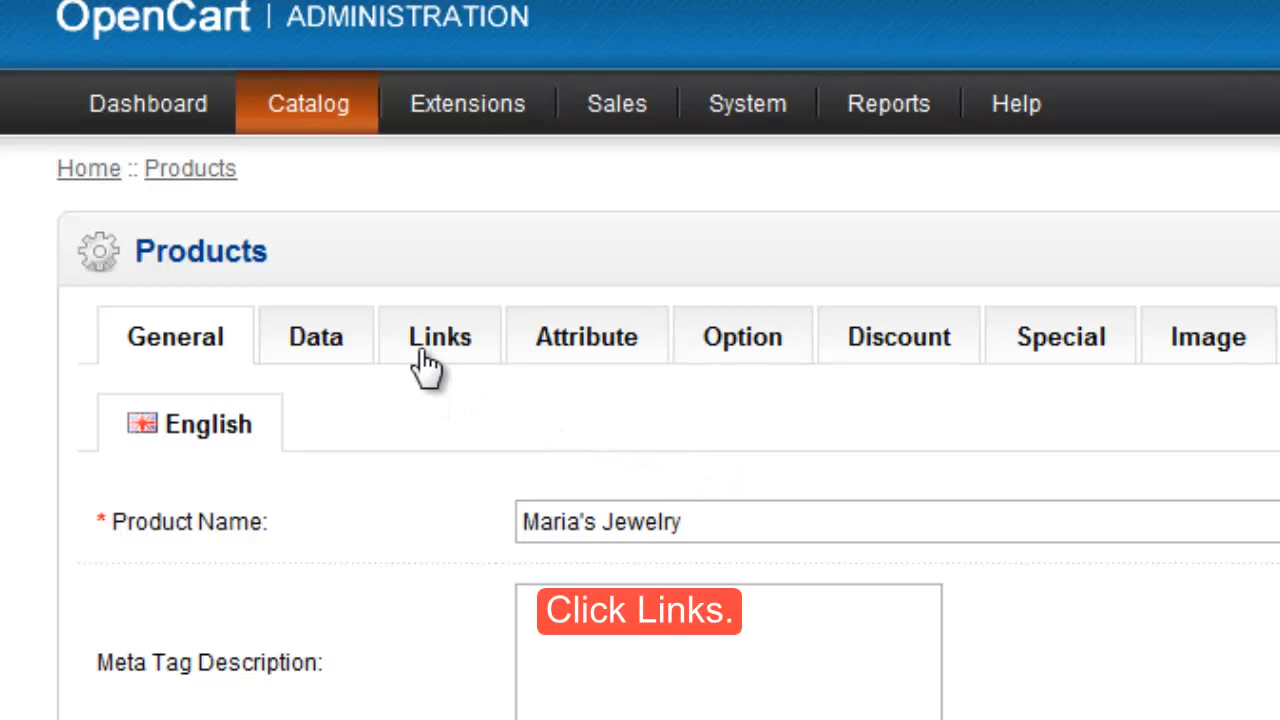 OpenCart | ADMINISTRATION
Dashboard Catalog Extensions Sales System Reports Help
Home :: Products
Products
General Data Links Attribute Option Discount Special Image
English
* Product Name: Maria's Jewelry
Click Links.
Meta Tag Description: